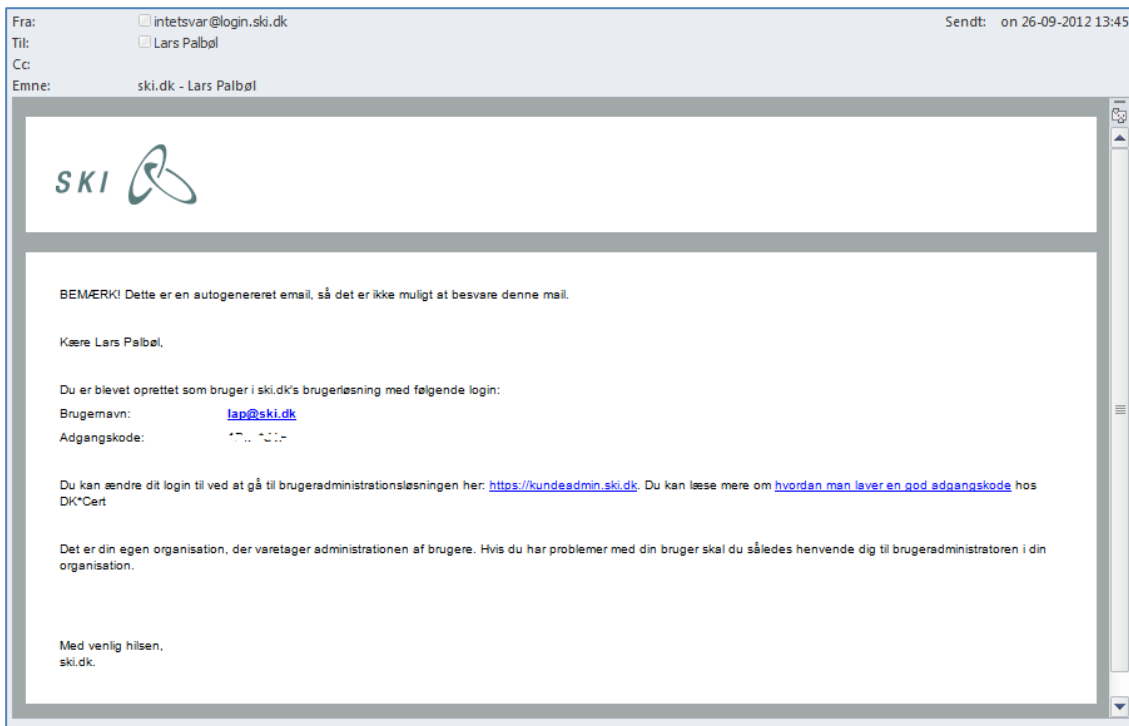 Fra: intetsvar@login.ski.dk Sendt: on 26-09-2012 13:45
Til: Lars Palbøl
Cc:
Emne: ski.dk - Lars Palbøl
SKI
BEMÆRK! Dette er en autogenereret email, så det er ikke muligt at besvare denne mail.
Kære Lars Palbøl,
Du er blevet oprettet som bruger i ski.dk's brugerløsning med følgende login:
Brugernavn: lap@ski.dk
Adgangskode:
Du kan ændre dit login til ved at gå til brugeradministrationsløsningen her: https://kundeadmin.ski.dk. Du kan læse mere om hvordan man laver en god adgangskode hos
DK*Cert
Det er din egen organisation, der varetager administrationen af brugere. Hvis du har problemer med din bruger skal du således henvende dig til brugeradministratoren i din
organisation.
Med venlig hilsen,
ski.dk.